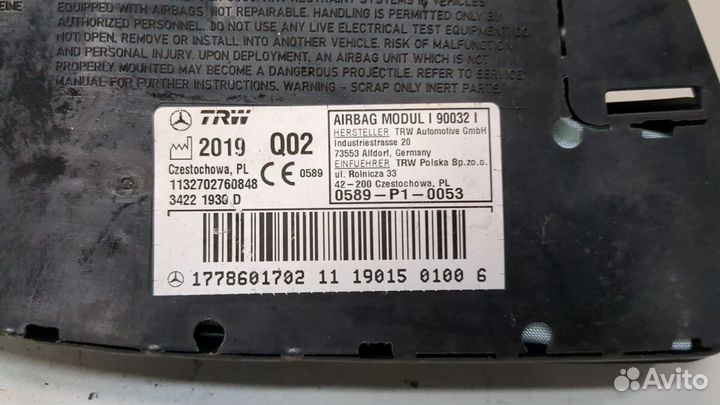 EQUIPPED WITH AIRBAGS. NOT REPAIRABLE. HANDLING IS PERMITTED ONLY BY
AUTHORIZED PERSONNEL. DO NOT USE ANY LIVE ELECTRICAL TEST EQUIPMENT. DO
NOT OPEN, REMOVE OR INSTALL INTO ANOTHER VEHICLE. RISK OF MALFUNCTION
AND PERSONAL INJURY. UPON DEPLOYMENT, AN AIRBAG UNIT WHICH IS NOT
PROPERLY MOUNTED MAY BECOME A DANGEROUS PROJECTILE. REFER TO SERVICE
MANUAL FOR FURTHER INSTRUCTIONS. WARNING - SCRAP ONLY INERT PARTS.
TRW
2019 Q02
Czestochowa, PL
1132702760848
3422 1930 D
CE 0589
AIRBAG MODUL I 90032 I
HERSTELLER TRW Automotive GmbH
Industriestrasse 20
73553 Alfdorf, Germany
EINFUEHRER TRW Polska Sp.zo.o.
ul. Rolnicza 33
42-200 Czestochowa, PL
0589-P1-0053
1778601702 11 19015 0100 6
Avito